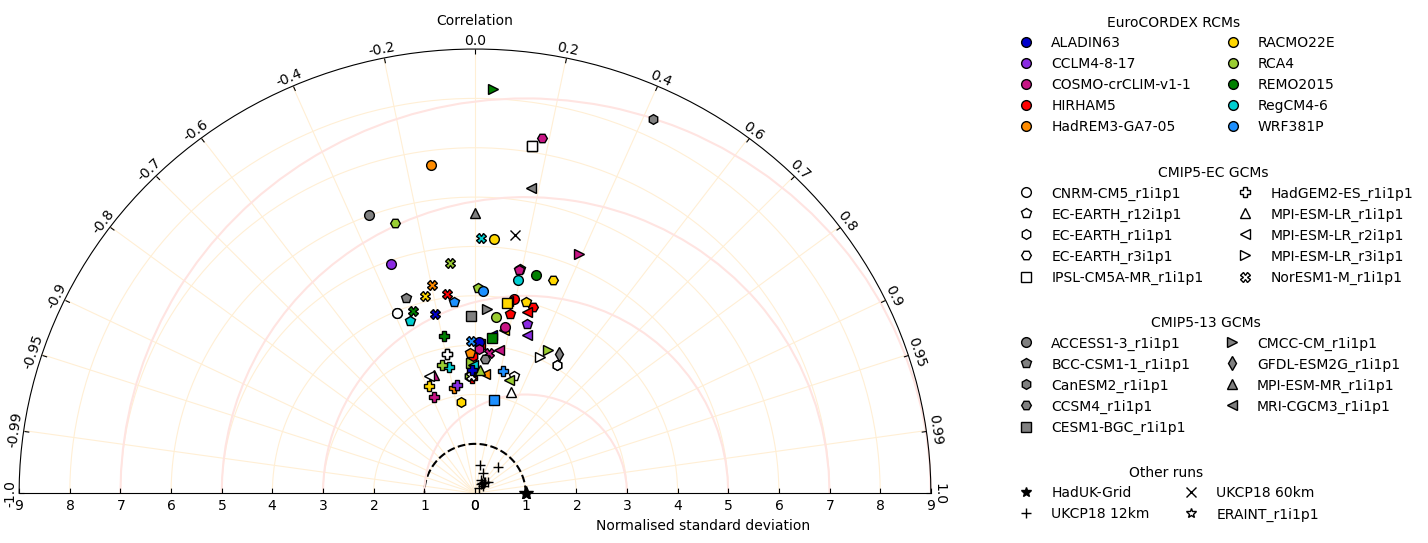 Correlation
0.0
-0.2
0.2
-0.4
0.4
-0.6
0.6
-0.7
0.7
-0.8
0.8
-0.9
0.9
-0.95
0.95
-0.99
0.99
-1.0
1.0
9 8 7 6 5 4 3 2 1 0 1 2 3 4 5 6 7 8 9
Normalised standard deviation
EuroCORDEX RCMs
ALADIN63
CCLM4-8-17
COSMO-crCLIM-v1-1
HIRHAM5
HadREM3-GA7-05
RACMO22E
RCA4
REMO2015
RegCM4-6
WRF381P
CMIP5-EC GCMs
CNRM-CM5_r1i1p1
EC-EARTH_r12i1p1
EC-EARTH_r1i1p1
EC-EARTH_r3i1p1
IPSL-CM5A-MR_r1i1p1
HadGEM2-ES_r1i1p1
MPI-ESM-LR_r1i1p1
MPI-ESM-LR_r2i1p1
MPI-ESM-LR_r3i1p1
NorESM1-M_r1i1p1
CMIP5-13 GCMs
ACCESS1-3_r1i1p1
BCC-CSM1-1_r1i1p1
CanESM2_r1i1p1
CCSM4_r1i1p1
CESM1-BGC_r1i1p1
CMCC-CM_r1i1p1
GFDL-ESM2G_r1i1p1
MPI-ESM-MR_r1i1p1
MRI-CGCM3_r1i1p1
Other runs
HadUK-Grid
UKCP18 12km
UKCP18 60km
ERAINT_r1i1p1